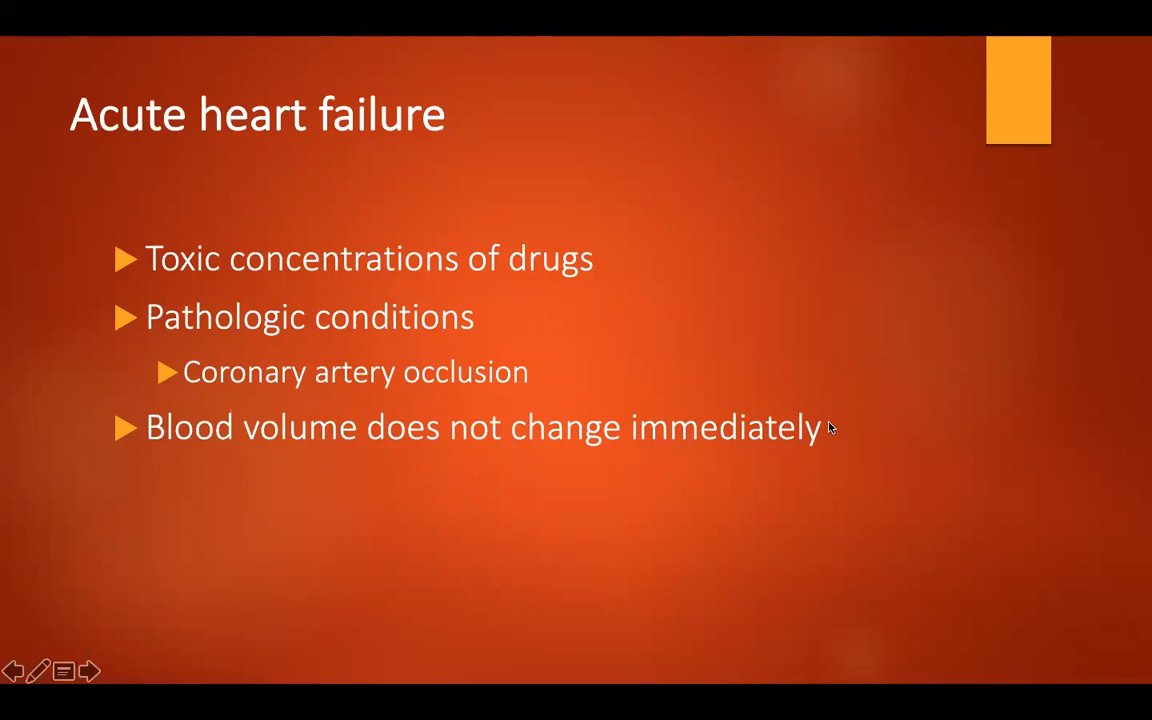 Acute heart failure
Toxic concentrations of drugs
Pathologic conditions
Coronary artery occlusion
Blood volume does not change immediately